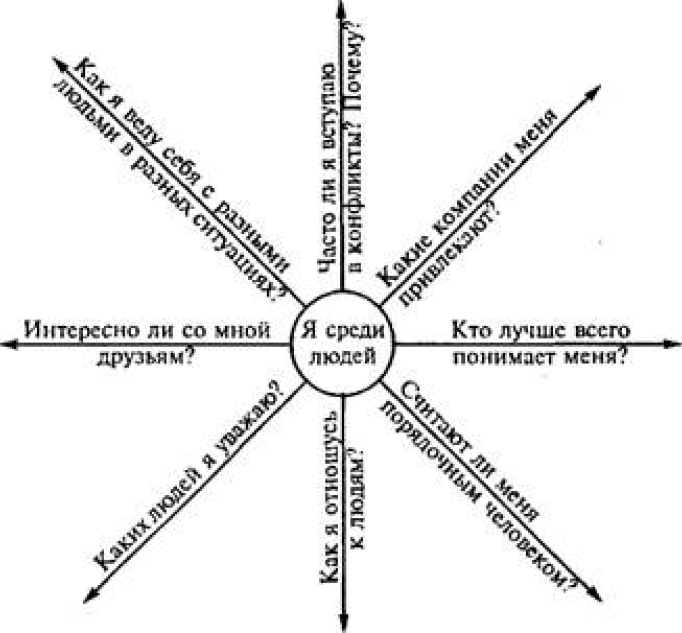 Как я веду себя с разными
людьми в разных ситуациях?
Часто ли я вступаю
в конфликты? Почему?
Какие компании меня
привлекают?
Интересно ли со мной
друзьям?
Я среди
людей
Кто лучше всего
понимает меня?
Каких людей я уважаю?
Как я отношусь
к людям?
Считают ли меня
порядочным человеком?